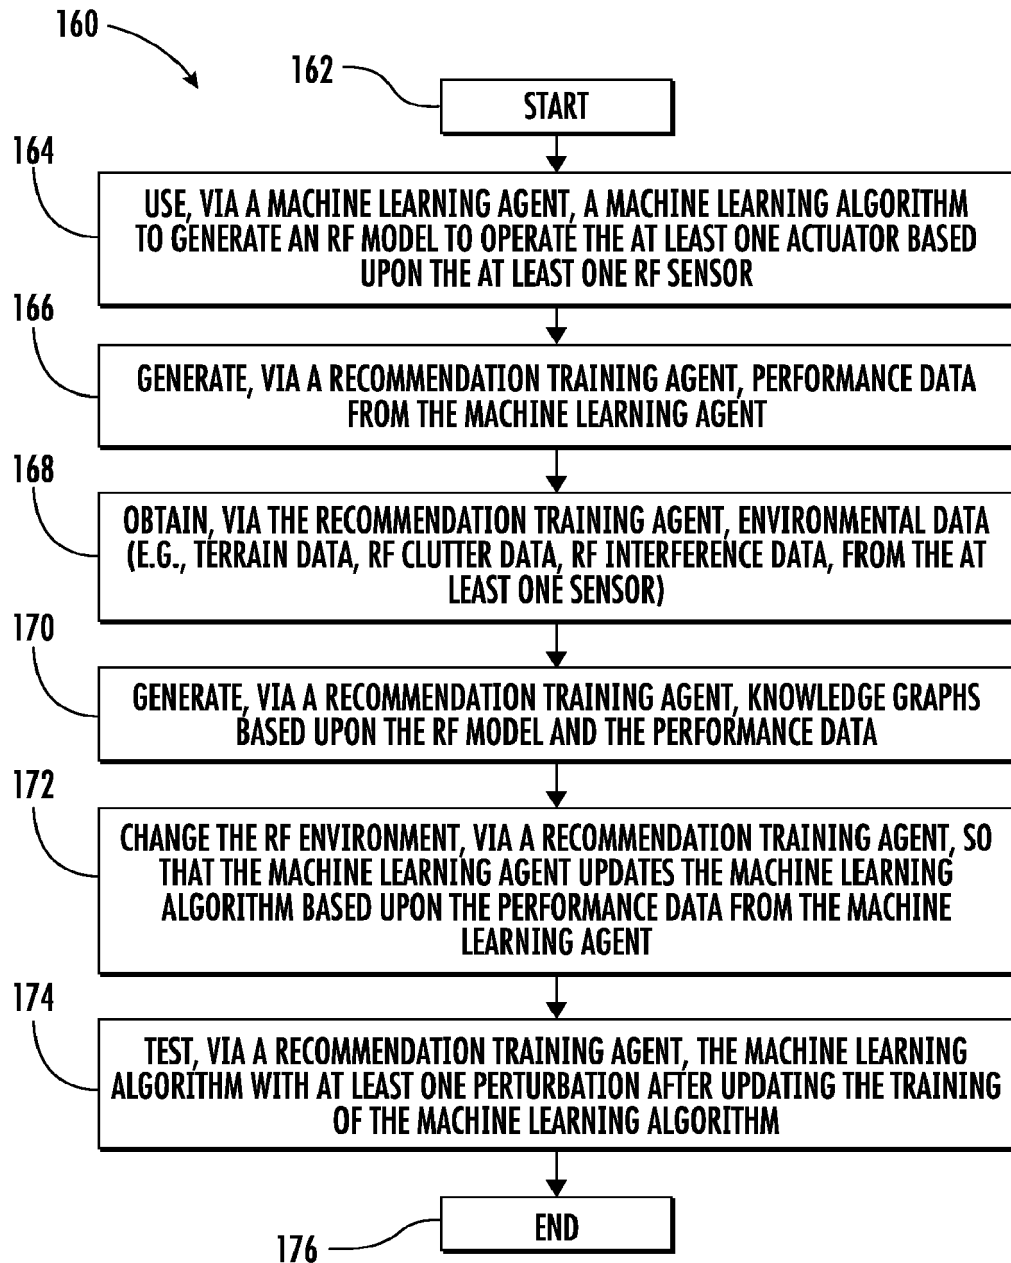 160
162
START
164
USE, VIA A MACHINE LEARNING AGENT, A MACHINE LEARNING ALGORITHM
TO GENERATE AN RF MODEL TO OPERATE THE AT LEAST ONE ACTUATOR BASED
UPON THE AT LEAST ONE RF SENSOR
166
GENERATE, VIA A RECOMMENDATION TRAINING AGENT, PERFORMANCE DATA
FROM THE MACHINE LEARNING AGENT
168
OBTAIN, VIA THE RECOMMENDATION TRAINING AGENT, ENVIRONMENTAL DATA
(E.G., TERRAIN DATA, RF CLUTTER DATA, RF INTERFERENCE DATA, FROM THE AT
LEAST ONE SENSOR)
170
GENERATE, VIA A RECOMMENDATION TRAINING AGENT, KNOWLEDGE GRAPHS
BASED UPON THE RF MODEL AND THE PERFORMANCE DATA
172
CHANGE THE RF ENVIRONMENT, VIA A RECOMMENDATION TRAINING AGENT, SO
THAT THE MACHINE LEARNING AGENT UPDATES THE MACHINE LEARNING
ALGORITHM BASED UPON THE PERFORMANCE DATA FROM THE MACHINE
LEARNING AGENT
174
TEST, VIA A RECOMMENDATION TRAINING AGENT, THE MACHINE LEARNING
ALGORITHM WITH AT LEAST ONE PERTURBATION AFTER UPDATING THE TRAINING
OF THE MACHINE LEARNING ALGORITHM
END
176